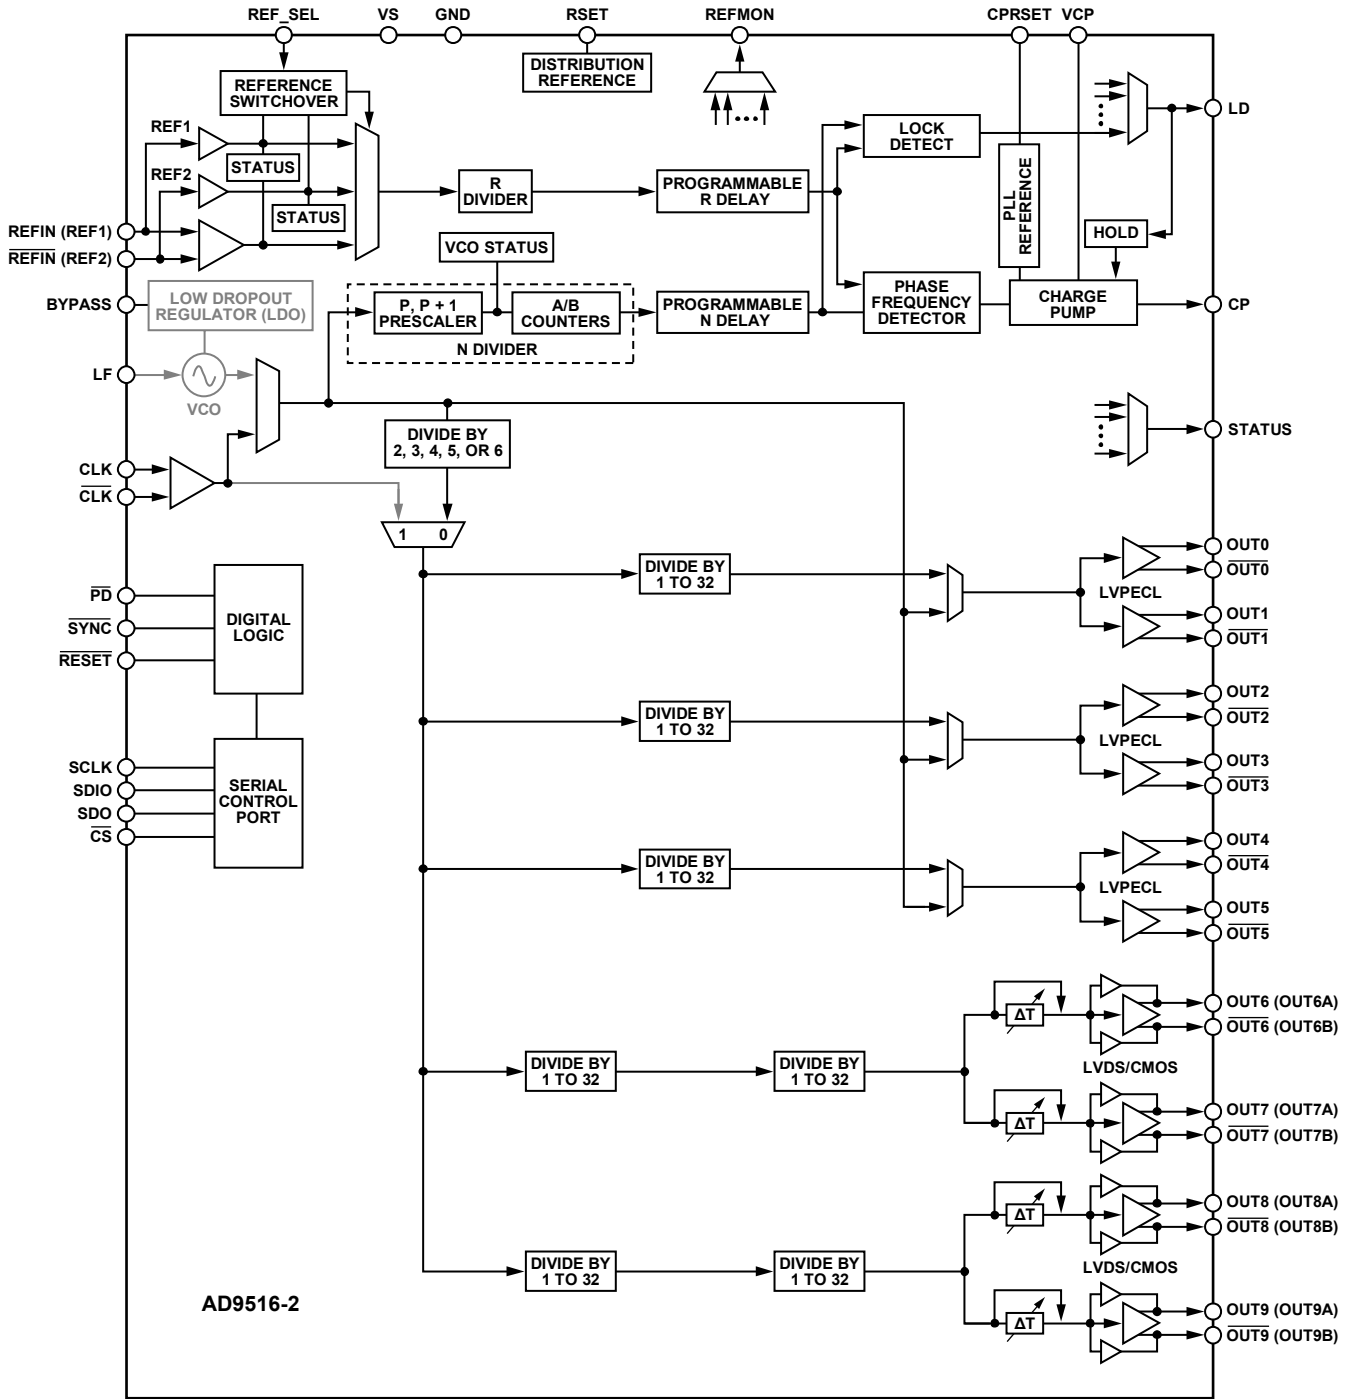 REF_SEL VS GND RSET REFMON CPRSET VCP
DISTRIBUTION
REFERENCE
REFERENCE
SWITCHOVER
LD
REF1
LOCK
DETECT
STATUS
REF2
R
DIVIDER
PROGRAMMABLE
R DELAY
PLL
REFERENCE
STATUS
REFIN (REF1)
REFIN (REF2)
HOLD
VCO STATUS
BYPASS
LOW DROPOUT
REGULATOR (LDO)
P, P + 1
PRESCALER
A/B
COUNTERS
PROGRAMMABLE
N DELAY
PHASE
FREQUENCY
DETECTOR
CHARGE
PUMP
CP
N DIVIDER
LF
VCO
DIVIDE BY
2, 3, 4, 5, OR 6
STATUS
CLK
CLK
1 0
OUT0
OUT0
DIVIDE BY
1 TO 32
LVPECL
OUT1
OUT1
PD
SYNC
RESET
DIGITAL
LOGIC
OUT2
OUT2
DIVIDE BY
1 TO 32
LVPECL
OUT3
OUT3
SCLK
SDIO
SDO
CS
SERIAL
CONTROL
PORT
OUT4
OUT4
DIVIDE BY
1 TO 32
LVPECL
OUT5
OUT5
OUT6 (OUT6A)
OUT6 (OUT6B)
ΔT
DIVIDE BY
1 TO 32
DIVIDE BY
1 TO 32
LVDS/CMOS
OUT7 (OUT7A)
OUT7 (OUT7B)
ΔT
OUT8 (OUT8A)
OUT8 (OUT8B)
ΔT
DIVIDE BY
1 TO 32
DIVIDE BY
1 TO 32
LVDS/CMOS
AD9516-2
OUT9 (OUT9A)
OUT9 (OUT9B)
ΔT